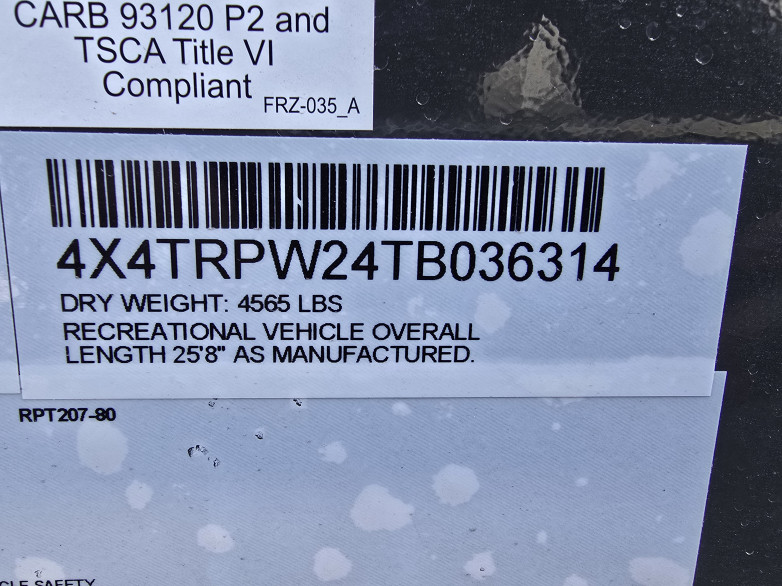 CARB 93120 P2 and
TSCA Title VI
Compliant
FRZ-035_A
4X4TRPW24TB036314
DRY WEIGHT: 4565 LBS
RECREATIONAL VEHICLE OVERALL
LENGTH 25'8" AS MANUFACTURED.
RPT207-80
SAFETY